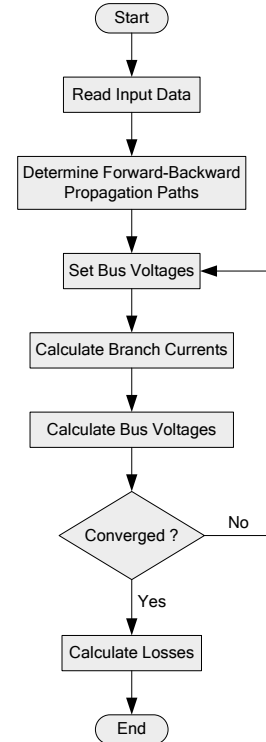 Start
Read Input Data
Determine Forward-Backward
Propagation Paths
Set Bus Voltages
Calculate Branch Currents
Calculate Bus Voltages
Converged ?
No
Yes
Calculate Losses
End